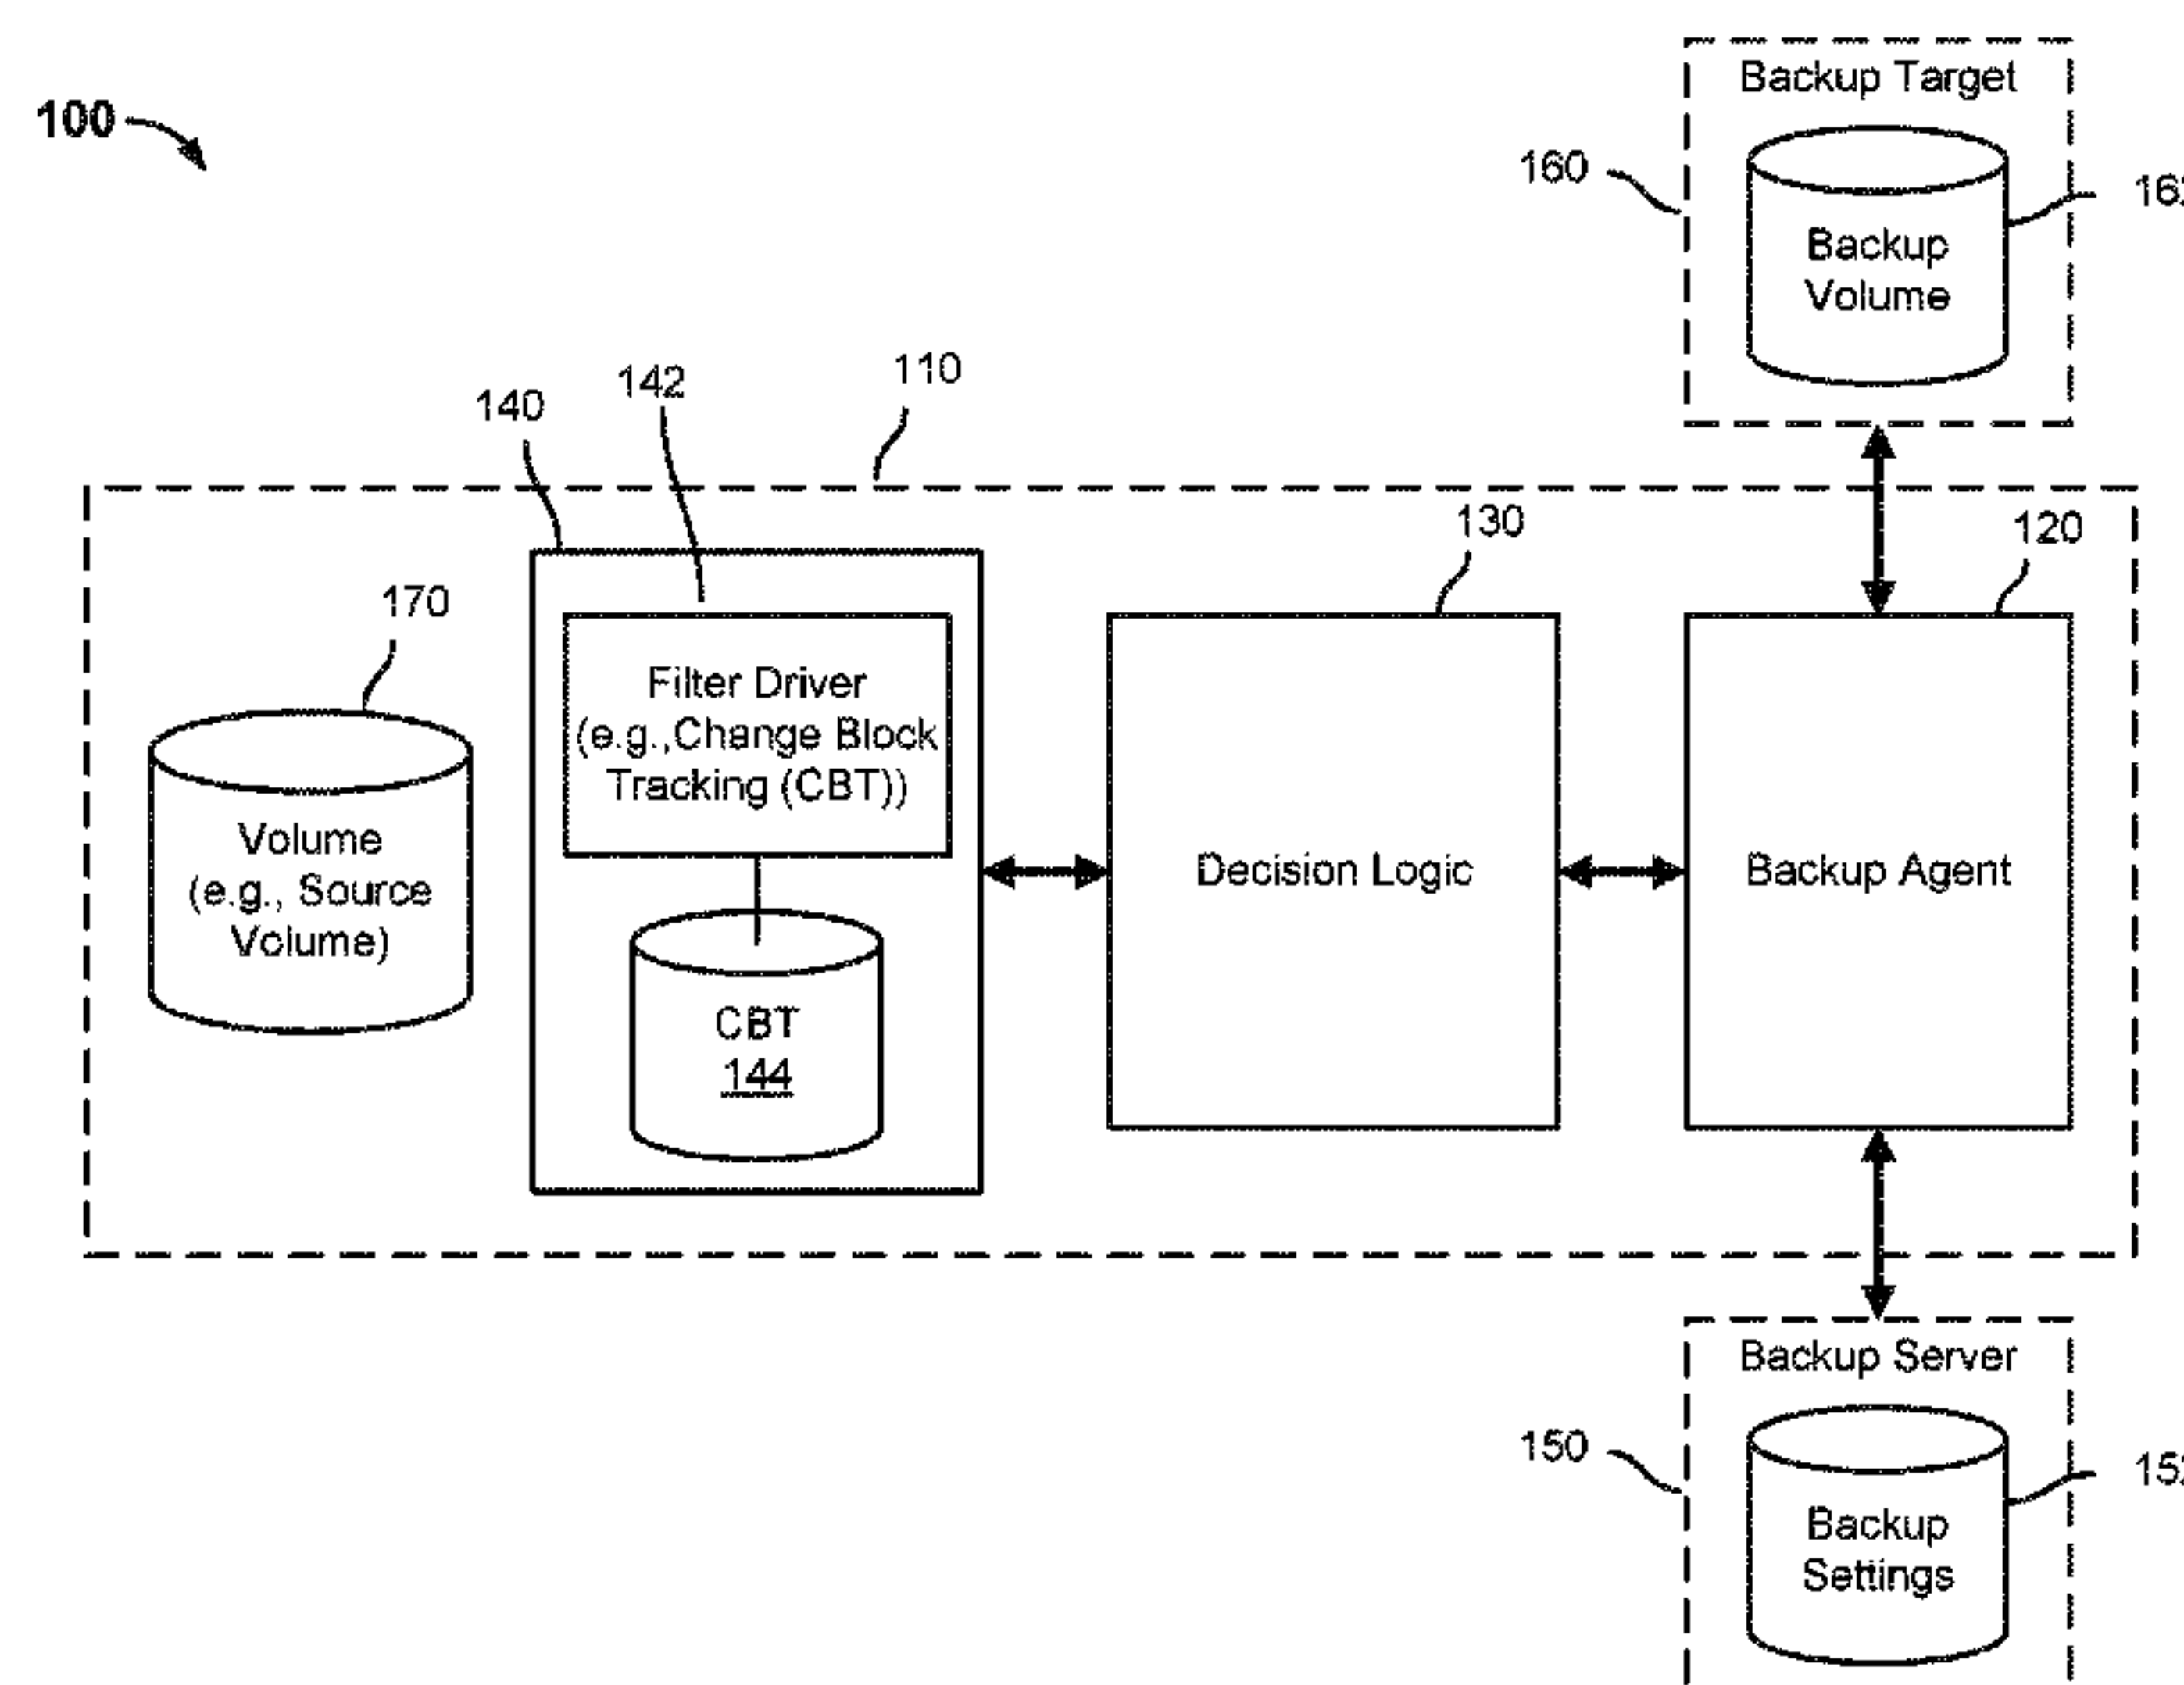 Backup Target
100
160
Backup
Volume
110
142
140
130
120
170
Filter Driver
(e.g.,Change Block
Tracking (CBT))
Volume
(e.g., Source
Volume)
Decision Logic
Backup Agent
CBT
144
Backup Server
150
Backup
Settings